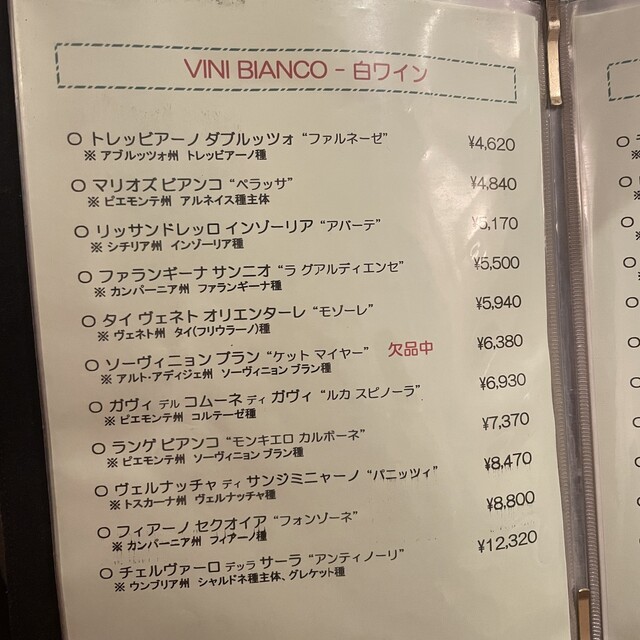 VINI BIANCO - 白ワイン
○ トレッビアーノ ダブルッツォ “ファルネーゼ” ¥4,620
※ アブルッツォ州 トレッビアーノ種
○ マリオズ ビアンコ “ペラッサ” ¥4,840
※ ピエモンテ州 アルネイス種主体
○ リッサンドレッロ インゾーリア “アパーテ” ¥5,170
※ シチリア州 インゾーリア種
○ ファランギーナ サンニオ “ラ グアルディエンセ” ¥5,500
※ カンパーニア州 ファランギーナ種
○ タイ ヴェネト オリエンターレ “モゾーレ” ¥5,940
※ ヴェネト州 タイ(フリウラーノ)種
○ ソーヴィニョン ブラン “ケット マイヤー” 欠品中 ¥6,380
※ アルト・アディジェ州 ソーヴィニョン ブラン種
○ ガヴィ デル コムーネ ディ ガヴィ “ルカ スピノーラ” ¥6,930
※ ピエモンテ州 コルテーゼ種
○ ランゲ ビアンコ “モンキエロ カルボーネ” ¥7,370
※ ピエモンテ州 ソーヴィニョン ブラン種
○ ヴェルナッチャ ディ サンジミニャーノ “パニッツィ” ¥8,470
※ トスカーナ州 ヴェルナッチャ種
○ フィアーノ セクオイア “フォンゾーネ” ¥8,800
※ カンパーニア州 フィアーノ種
○ チェルヴァーロ デッラ サーラ “アンティノーリ” ¥12,320
※ ウンブリア州 シャルドネ種主体、グレケット種